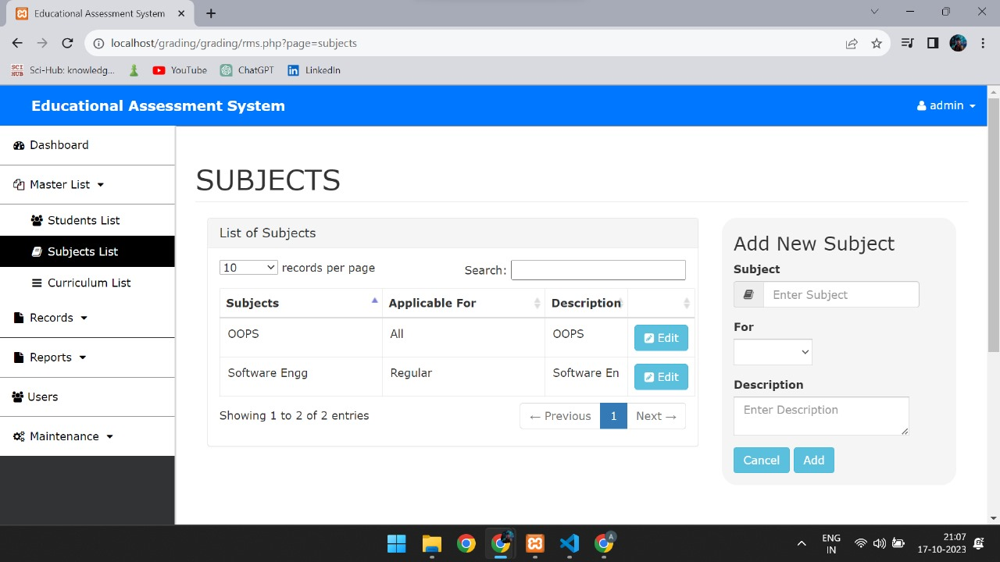 Educational Assessment System
localhost/grading/grading/rms.php?page=subjects
SCI HUB Sci-Hub: knowledg... YouTube ChatGPT LinkedIn
Educational Assessment System admin
Dashboard
Master List
Students List
Subjects List
Curriculum List
Records
Reports
Users
Maintenance
SUBJECTS
List of Subjects
10 records per page Search:
Subjects Applicable For Description
OOPS All OOPS Edit
Software Engg Regular Software En Edit
Showing 1 to 2 of 2 entries ← Previous 1 Next →
Add New Subject
Subject
Enter Subject
For
Description
Enter Description
Cancel Add
A
ENG
IN
21:07
17-10-2023